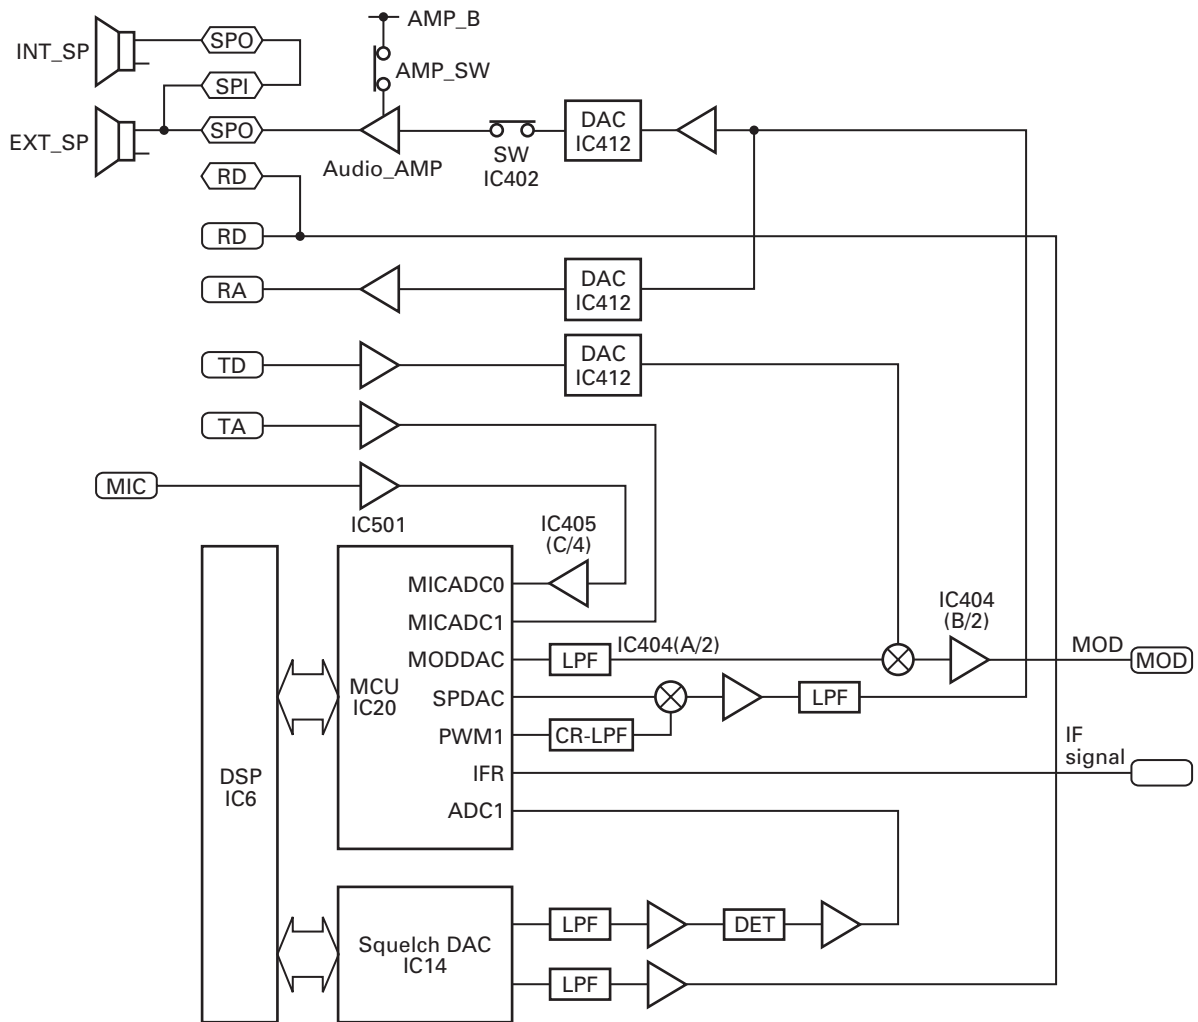 AMP_B
INT_SP
SPO
AMP_SW
SPI
EXT_SP
SPO
Audio_AMP
SW
IC402
DAC
IC412
RD
RD
RA
DAC
IC412
TD
DAC
IC412
TA
MIC
IC501
IC405
(C/4)
MICADC0
MICADC1
MODDAC
SPDAC
PWM1
IFR
ADC1
MCU
IC20
LPF
IC404(A/2)
IC404
(B/2)
MOD
MOD
LPF
CR-LPF
IF
signal
DSP
IC6
Squelch DAC
IC14
LPF
DET
LPF